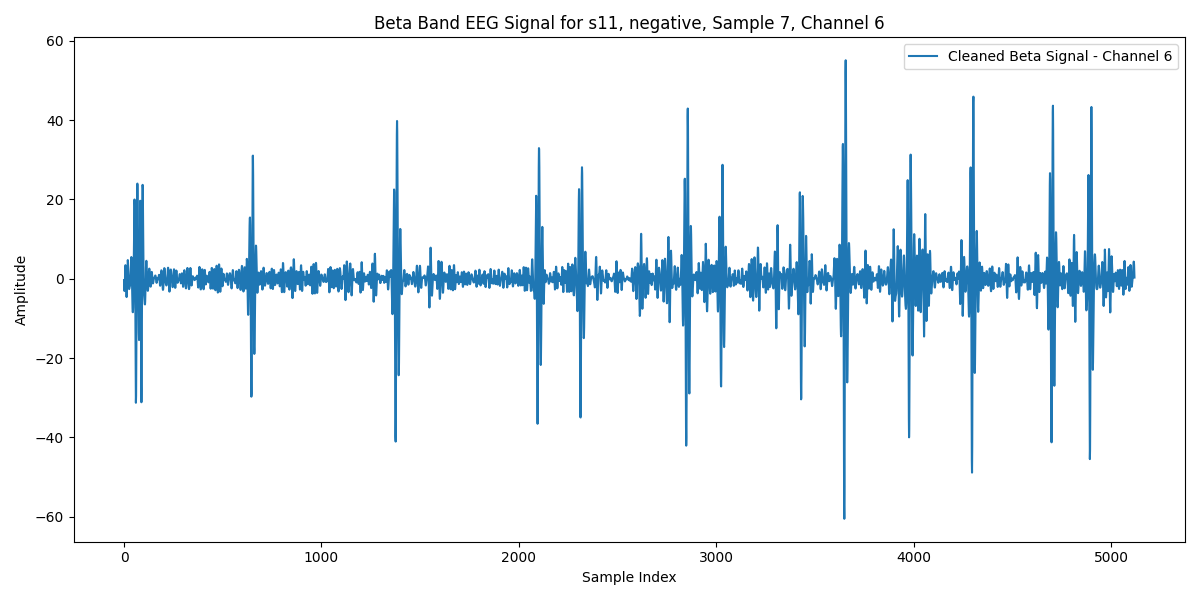 Beta Band EEG Signal for s11, negative, Sample 7, Channel 6
Cleaned Beta Signal - Channel 6
60
40
20
0
−20
−40
−60
Amplitude
0 1000 2000 3000 4000 5000
Sample Index